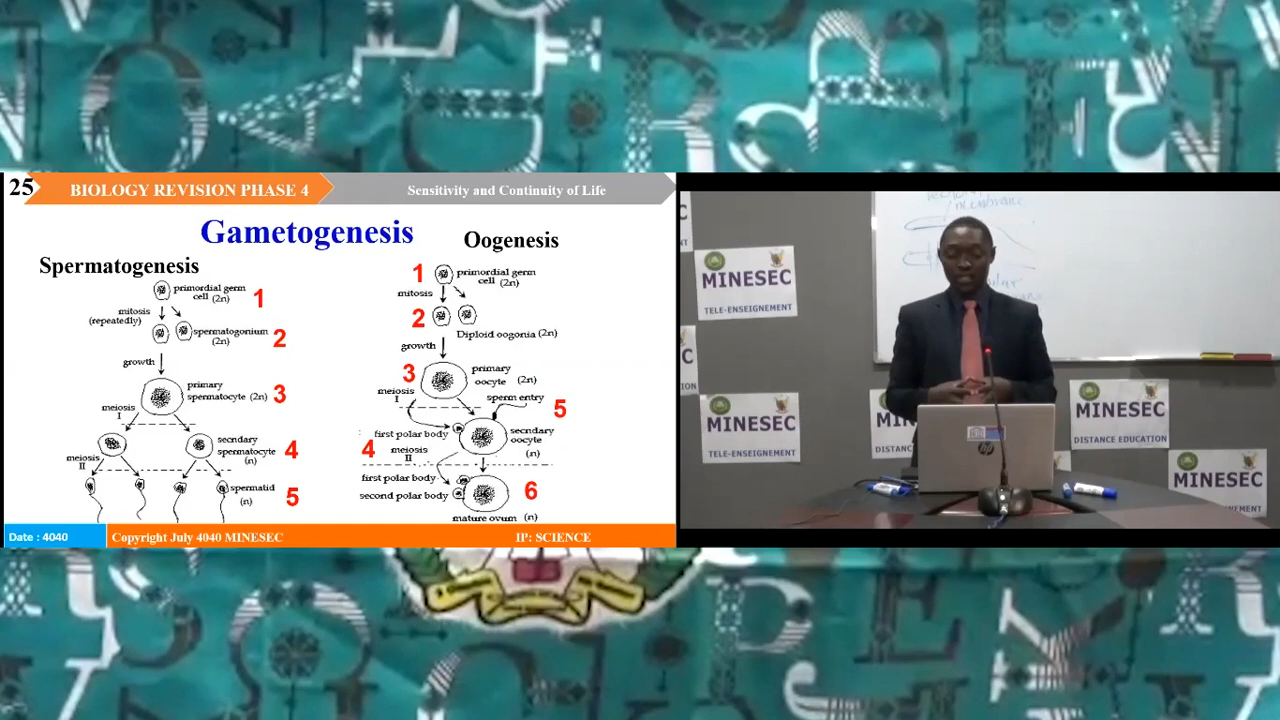 25
BIOLOGY REVISION PHASE 4
Sensitivity and Continuity of Life
Gametogenesis
Spermatogenesis
primordial germ
cell (2n)
1
mitosis
(repeatedly)
spermatogonium
(2n)
2
growth
primary
spermatocyte (2n)
3
meiosis
I
secndary
spermatocyte
(n)
4
meiosis
II
spermatid
(n)
5
Oogenesis
1
primordial germ
cell (2n)
mitosis
2
Diploid oogonia (2n)
growth
3
primary
oocyte (2n)
meiosis
I
sperm entry
5
first polar body
secndary
oocyte
(n)
4
meiosis
II
first polar body
second polar body
6
mature ovum (n)
Date : 4040
Copyright July 4040 MINESEC
IP: SCIENCE
MINESEC
TELE-ENSEIGNEMENT
MINESEC
TELE-ENSEIGNEMENT
MINESEC
DISTANCE EDUCATION
MINESEC
hp